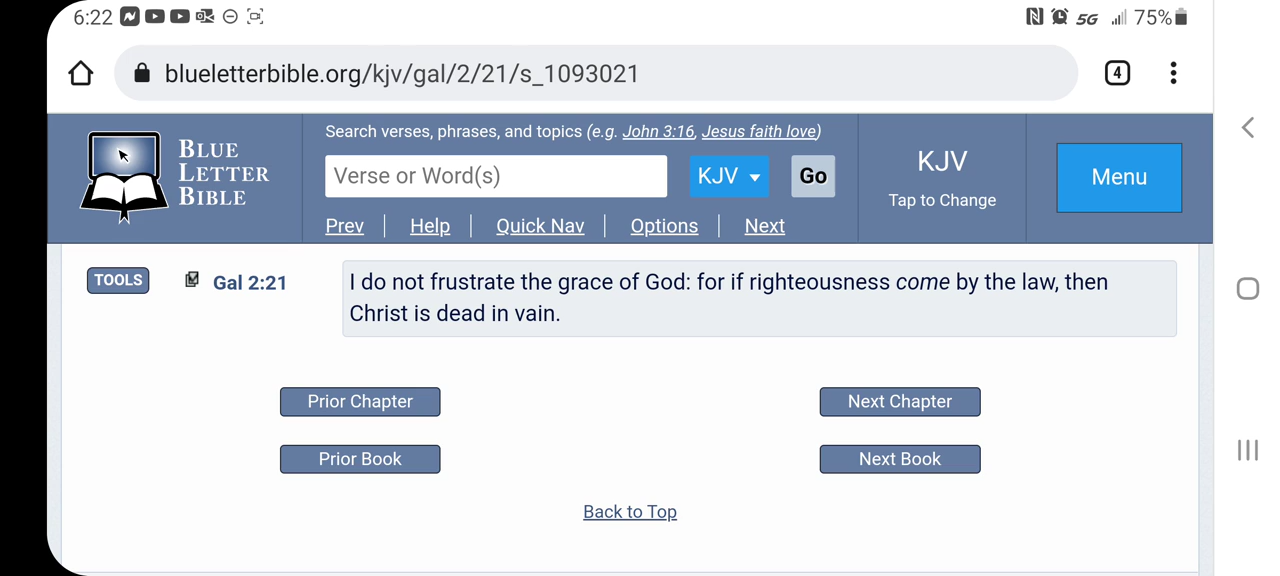 6:22 5G 75%
blueletterbible.org/kjv/gal/2/21/s_1093021 4
BLUE
LETTER
BIBLE
Search verses, phrases, and topics (e.g. John 3:16, Jesus faith love)
Verse or Word(s) KJV Go
Prev | Help | Quick Nav | Options | Next
KJV
Tap to Change
Menu
TOOLS Gal 2:21 I do not frustrate the grace of God: for if righteousness come by the law, then
Christ is dead in vain.
Prior Chapter Next Chapter
Prior Book Next Book
Back to Top